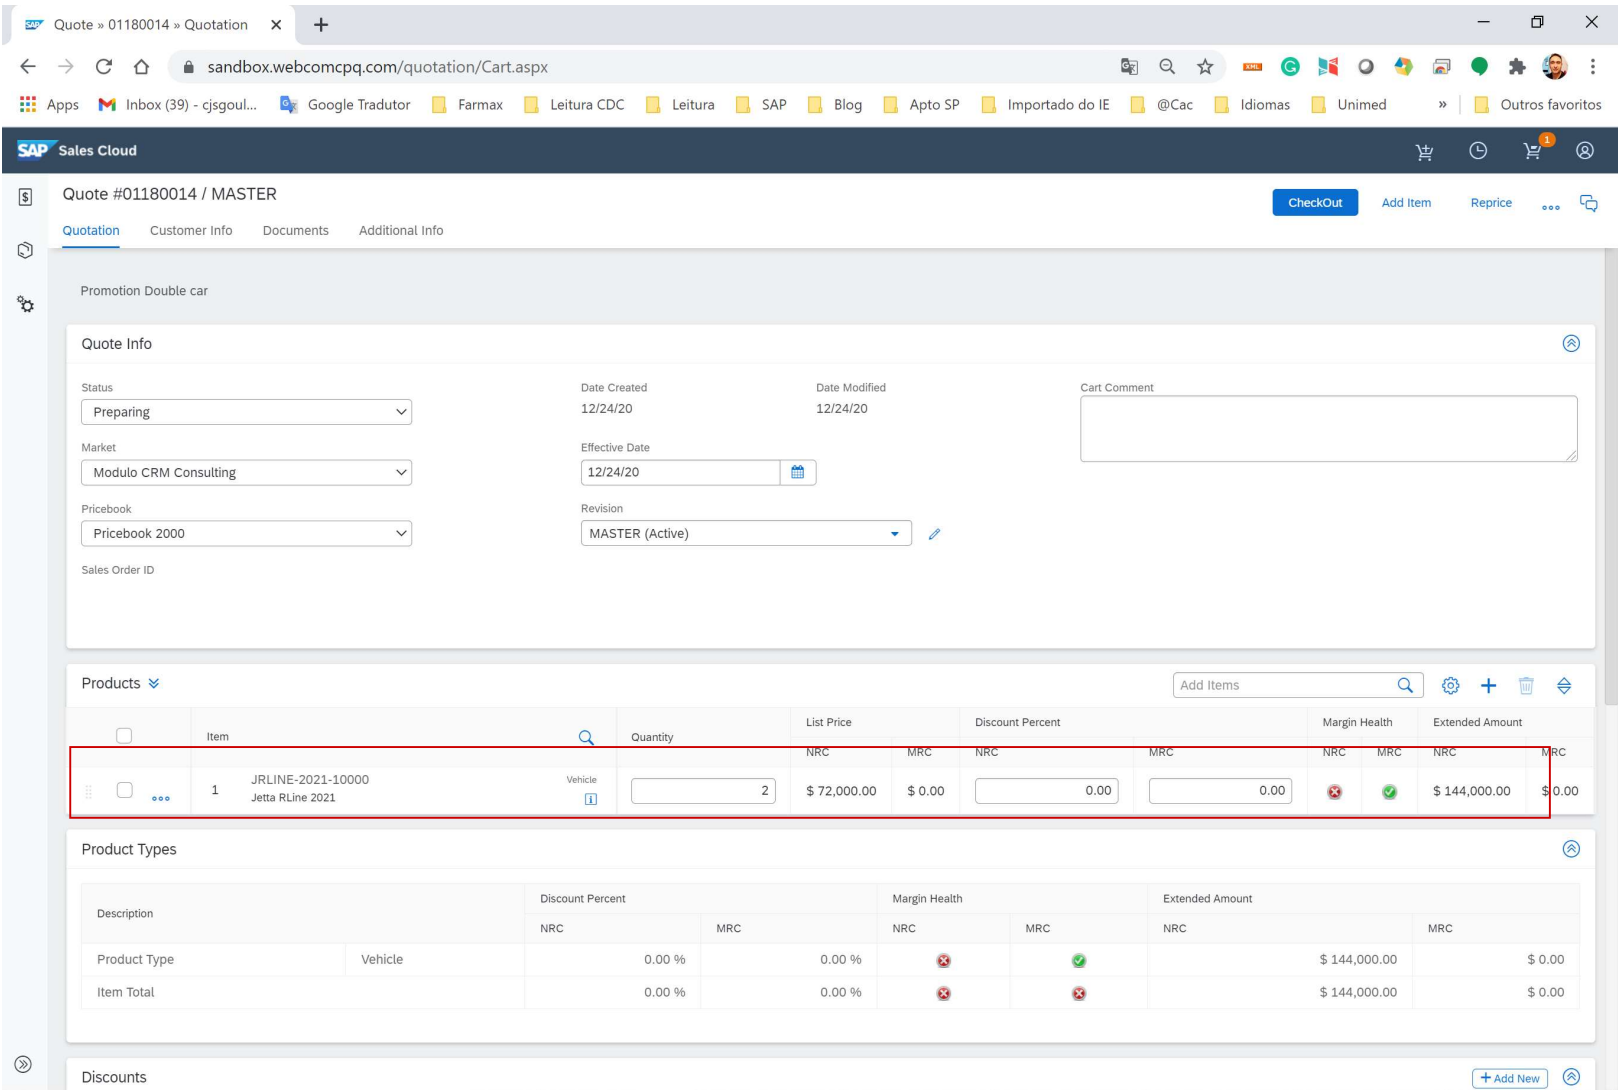 SAP Quote » 01180014 » Quotation
sandbox.webcomcpq.com/quotation/Cart.aspx
XML
Apps Inbox (39) - cjsgoul... Google Tradutor Farmax Leitura CDC Leitura SAP Blog Apto SP Importado do IE @Cac Idiomas Unimed » Outros favoritos
SAP Sales Cloud 1
Quote #01180014 / MASTER
CheckOut Add Item Reprice
Quotation Customer Info Documents Additional Info
Promotion Double car
Quote Info
Status Date Created Date Modified Cart Comment
Preparing 12/24/20 12/24/20
Market Effective Date
Modulo CRM Consulting 12/24/20
Pricebook Revision
Pricebook 2000 MASTER (Active)
Sales Order ID
Products Add Items
Item Quantity List Price Discount Percent Margin Health Extended Amount
NRC MRC NRC MRC NRC MRC NRC MRC
1 JRLINE-2021-10000 Vehicle 2 $ 72,000.00 $ 0.00 0.00 0.00 $ 144,000.00 $ 0.00
Jetta RLine 2021
Product Types
Description Discount Percent Margin Health Extended Amount
NRC MRC NRC MRC NRC MRC
Product Type Vehicle 0.00 % 0.00 % $ 144,000.00 $ 0.00
Item Total 0.00 % 0.00 % $ 144,000.00 $ 0.00
Discounts + Add New